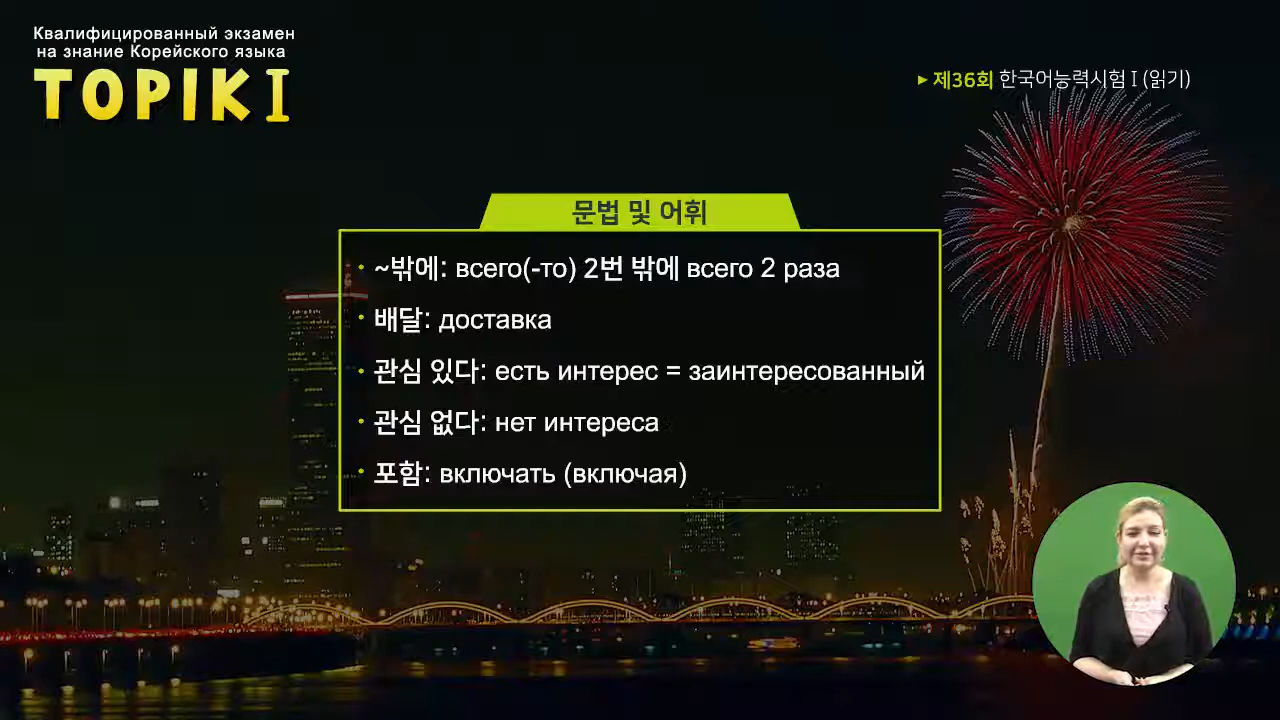 Квалифицированный экзамен
на знание Корейского языка
TOPIK I
▸ 제36회 한국어능력시험 I (읽기)
문법 및 어휘
• ~밖에: всего(-то) 2번 밖에 всего 2 раза
• 배달: доставка
• 관심 있다: есть интерес = заинтересованный
• 관심 없다: нет интереса
• 포함: включать (включая)